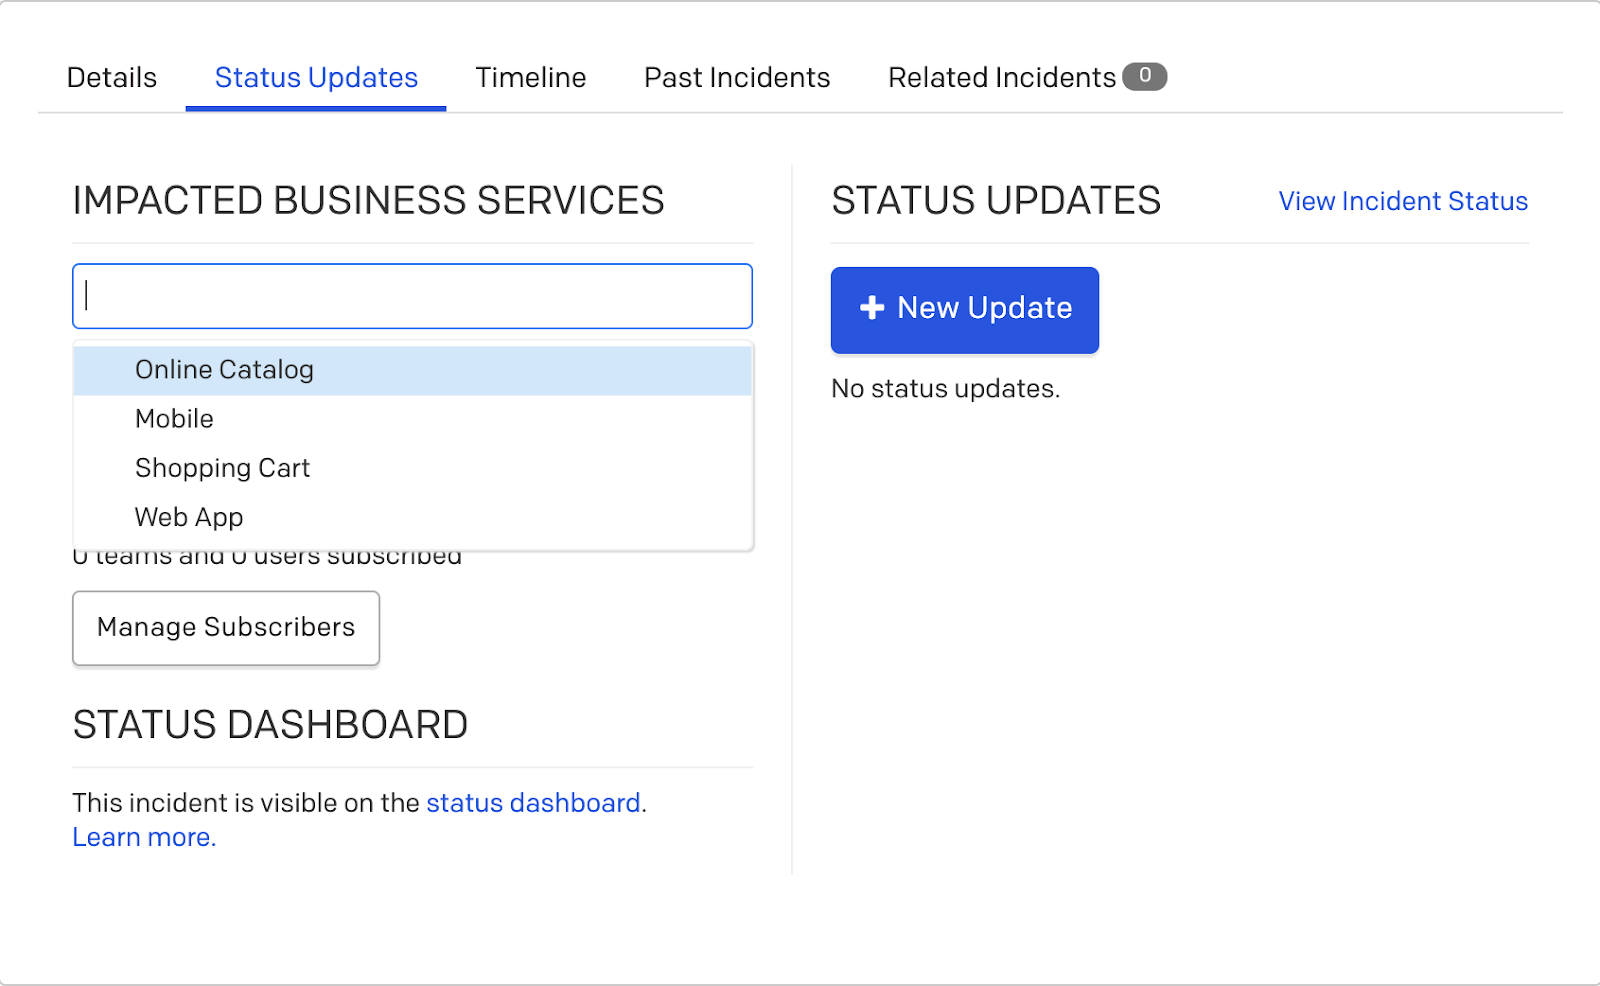 Details Status Updates Timeline Past Incidents Related Incidents 0
IMPACTED BUSINESS SERVICES
Online Catalog
Mobile
Shopping Cart
Web App
0 teams and 0 users subscribed
Manage Subscribers
STATUS DASHBOARD
This incident is visible on the status dashboard.
Learn more.
STATUS UPDATES View Incident Status
+ New Update
No status updates.